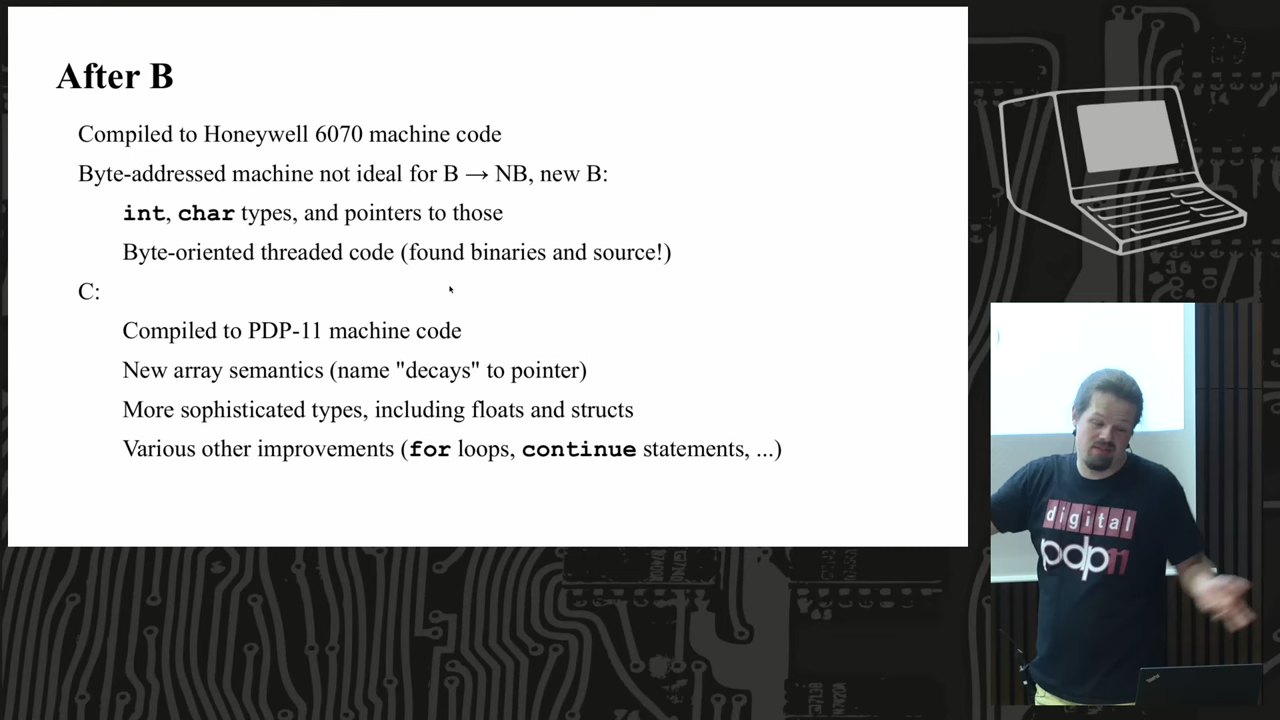 After B
Compiled to Honeywell 6070 machine code
Byte-addressed machine not ideal for B → NB, new B:
int, char types, and pointers to those
Byte-oriented threaded code (found binaries and source!)
C:
Compiled to PDP-11 machine code
New array semantics (name "decays" to pointer)
More sophisticated types, including floats and structs
Various other improvements (for loops, continue statements, ...)
digital
pdp11